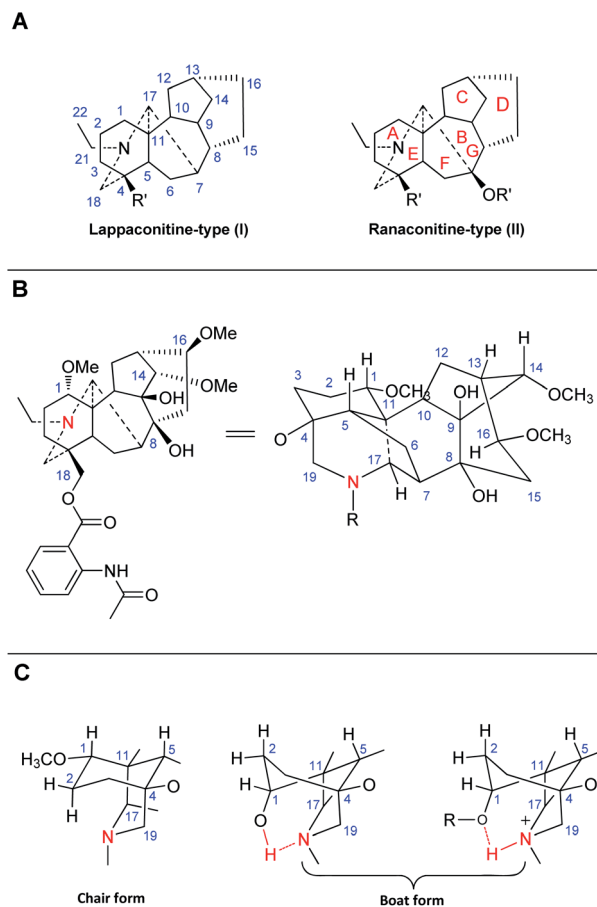 A
12
13
16
17
22
1
10
14
2
9
11
N
21
8
15
3
5
4
6
7
18
R'
Lappaconitine-type (I)
C
D
A
N
B
E
G
F
R'
OR'
Ranaconitine-type (II)
B
16
OMe
1
OMe
14
OMe
OH
N
8
OH
18
O
O
NH
O
12
H
H
3
13
H
1
14
2
H
OCH3
OH
OCH3
11
10
9
4
5
16
OCH3
O
6
H
19
17
8
N
H
7
15
OH
R
C
H
H
1
5
11
H3CO
2
O
4
H
H
17
19
N
Chair form
H
H
2
5
11
H
O
1
4
17
O
19
N
H
H
H
2
5
11
H
O
1
4
17
R
O
+
19
N
H
Boat form